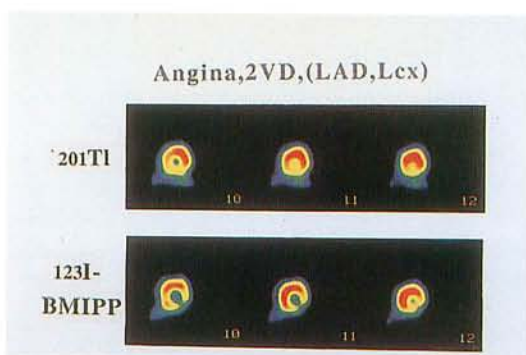 Angina,2VD,(LAD,Lcx)
201Tl
10 11 12
123I-
BMIPP
10 11 12